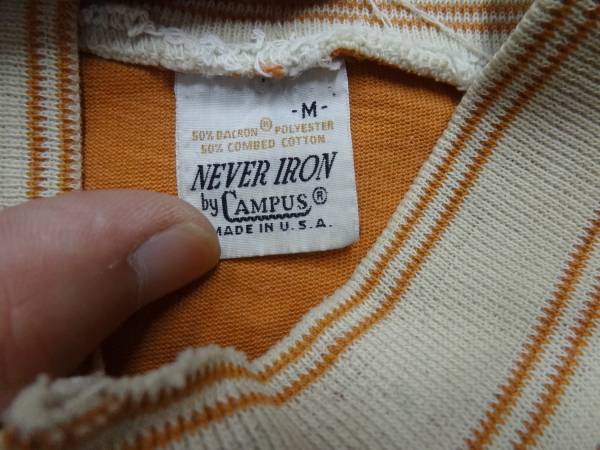 -M-
50% DACRON® POLYESTER
50% COMBED COTTON
NEVER IRON
by CAMPUS®
MADE IN U.S.A.